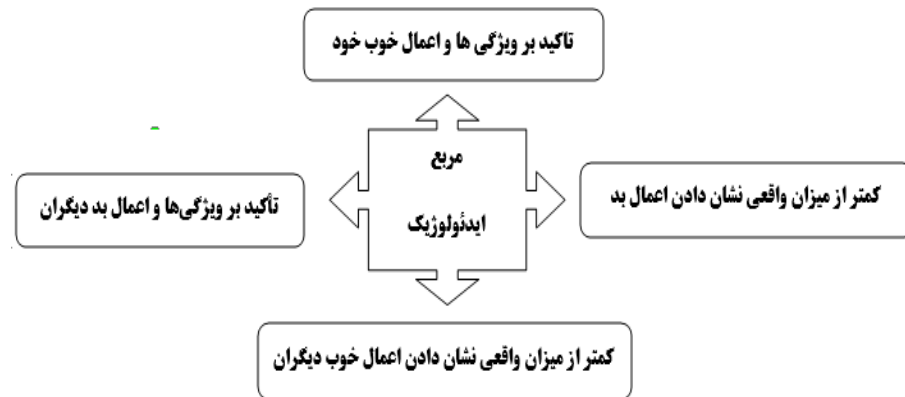 تاکید بر ویژگی ها و اعمال خوب خود
مربع
ایدئولوژیک
کمتر از میزان واقعی نشان دادن اعمال بد
تأکید بر ویژگی‌ها و اعمال بد دیگران
کمتر از میزان واقعی نشان دادن اعمال خوب دیگران